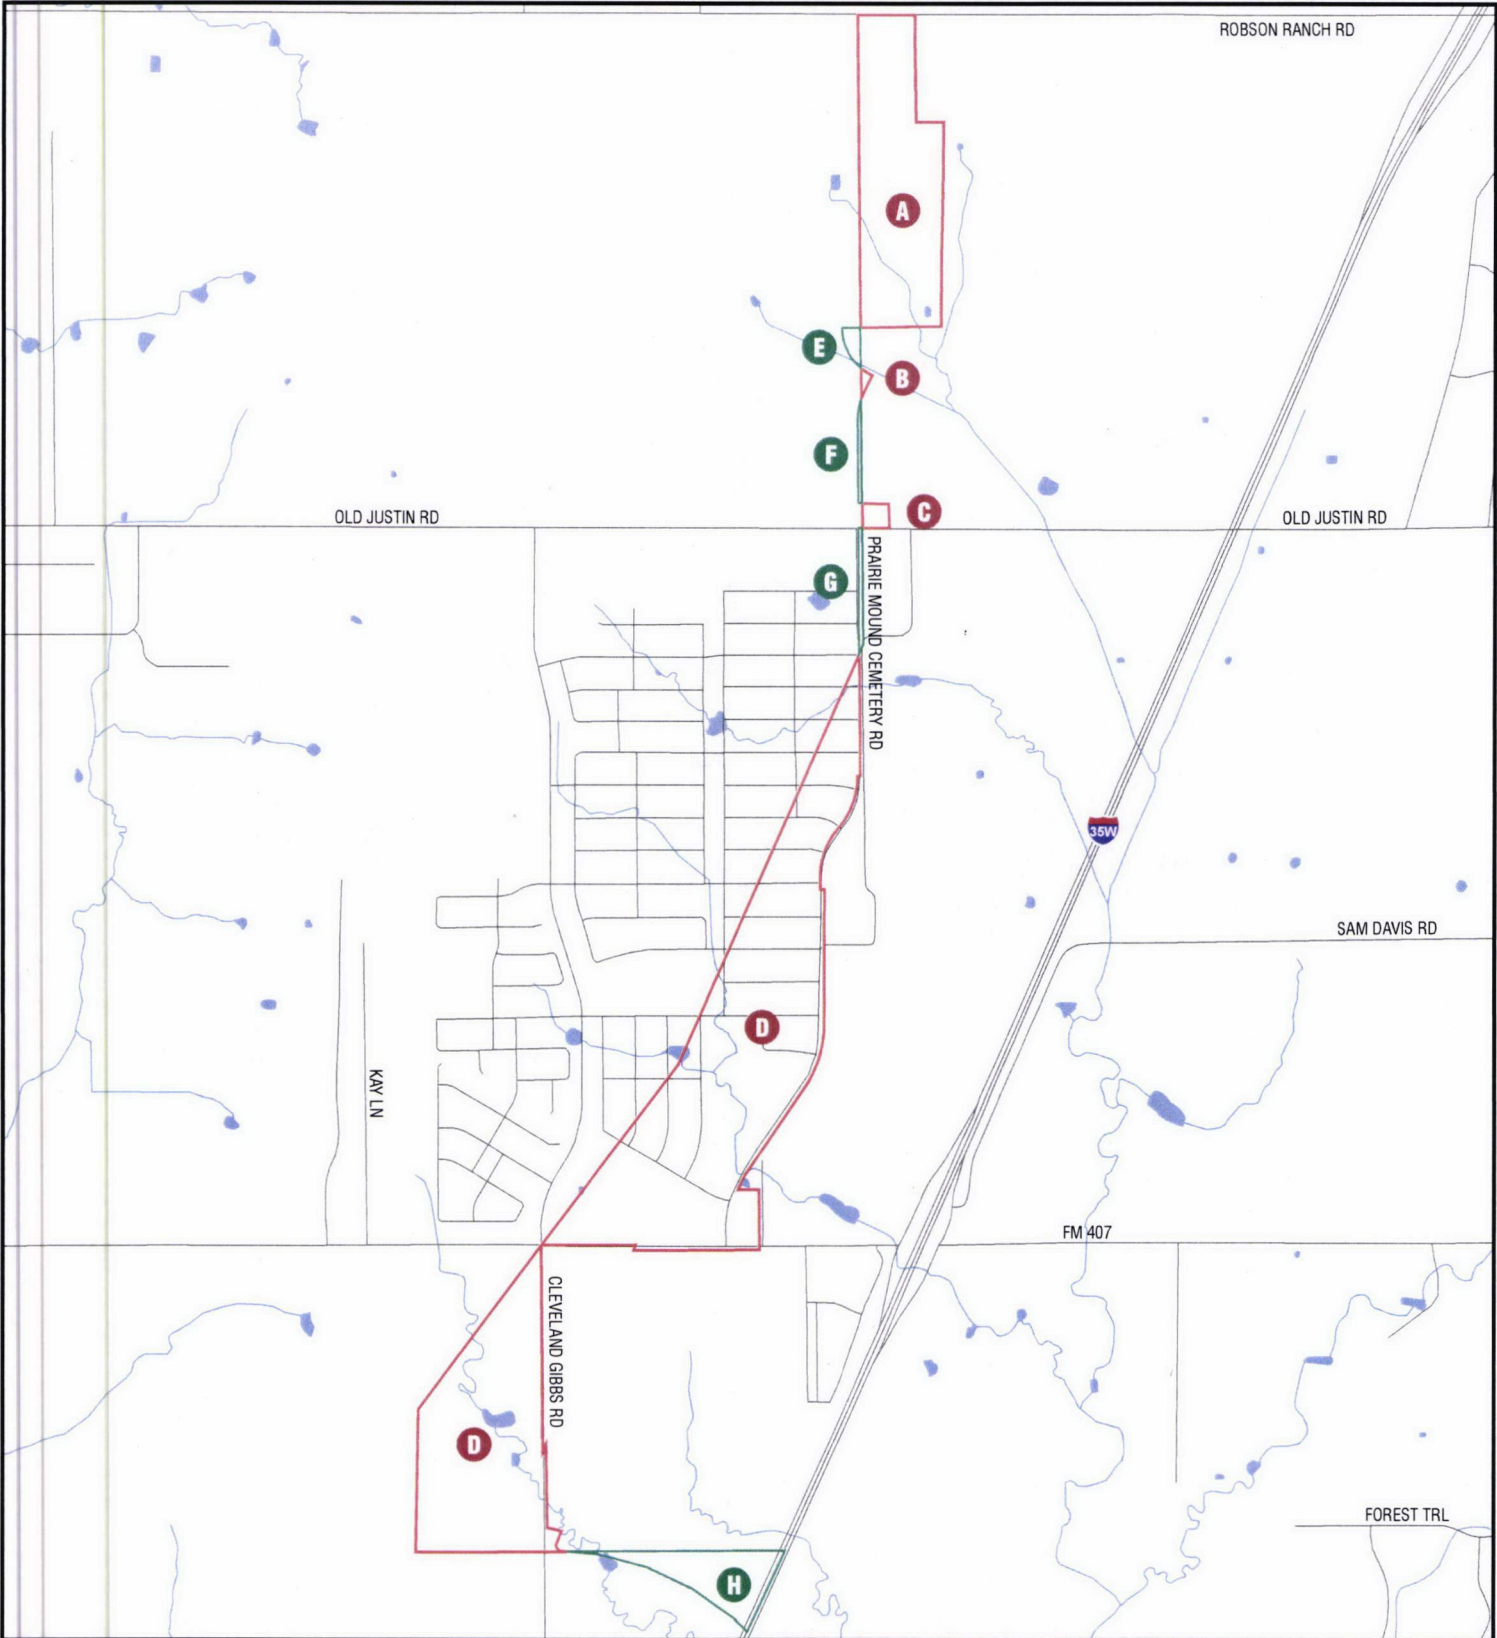 ROBSON RANCH RD
A
E
B
F
C
OLD JUSTIN RD
OLD JUSTIN RD
PRAIRIE MOUND CEMETERY RD
G
35W
SAM DAVIS RD
D
KAY LN
FM 407
CLEVELAND GIBBS RD
D
FOREST TRL
H